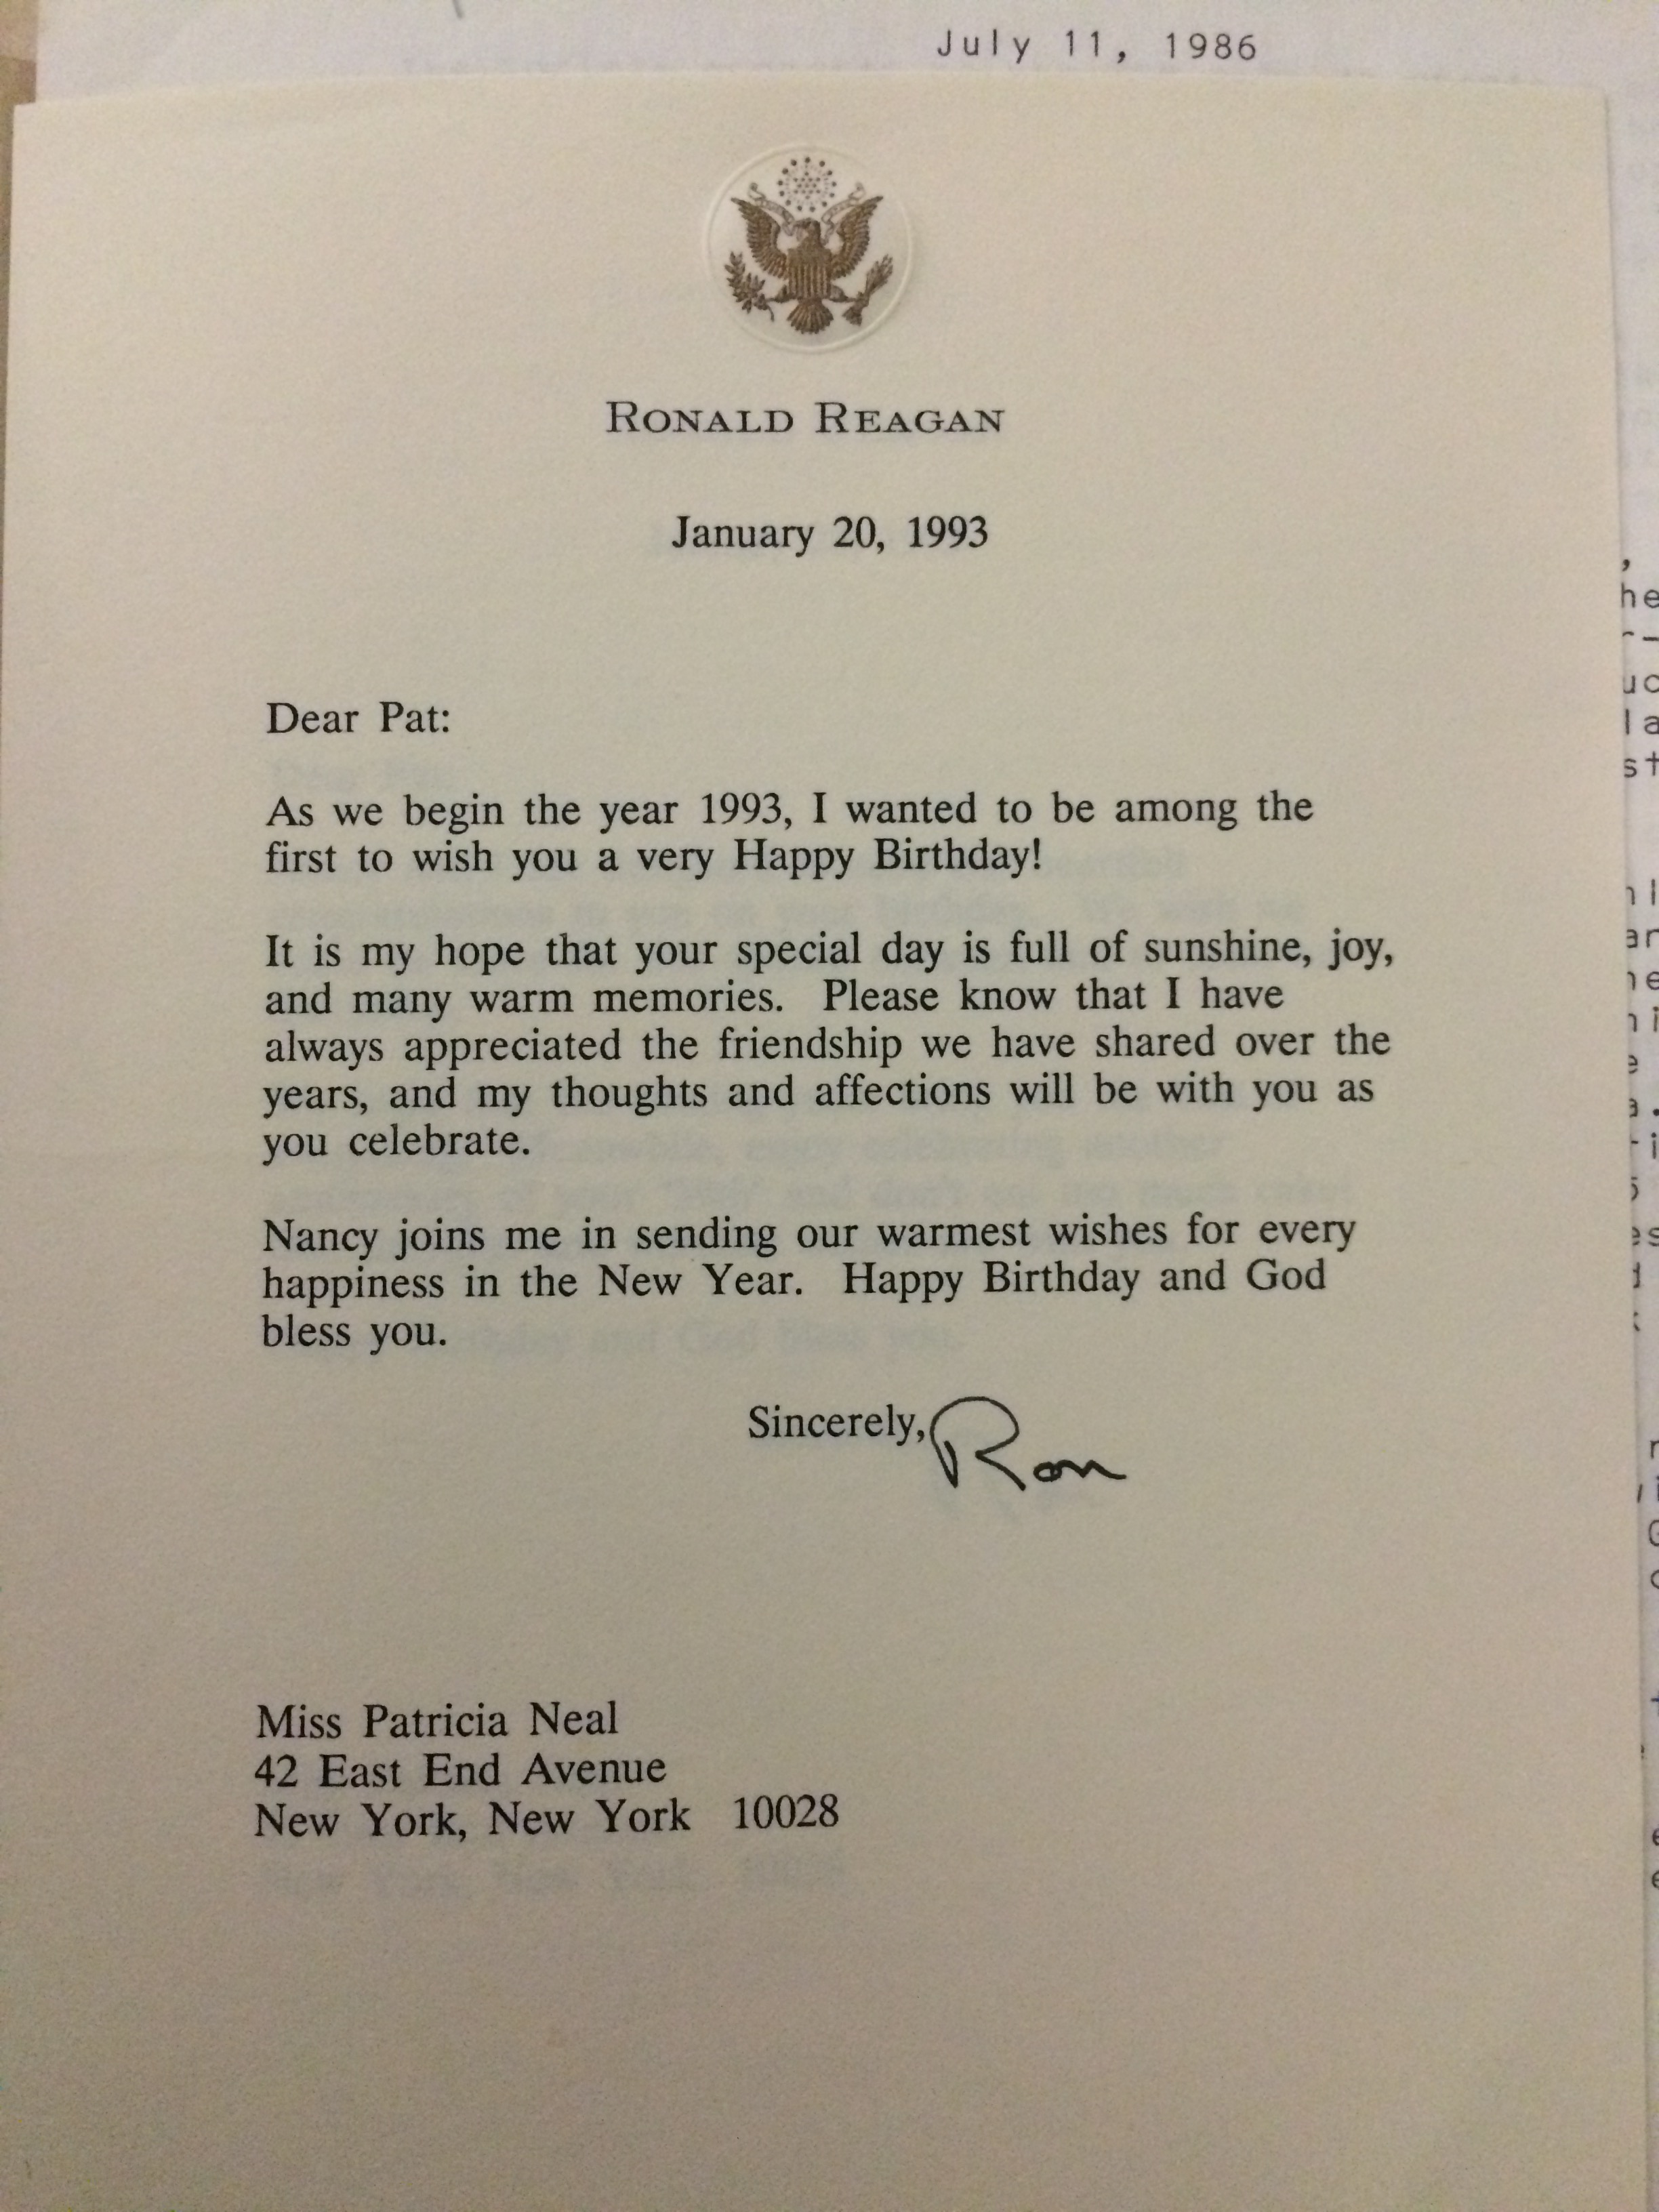 July 11, 1986
RONALD REAGAN
January 20, 1993
Dear Pat:
As we begin the year 1993, I wanted to be among the
first to wish you a very Happy Birthday!
It is my hope that your special day is full of sunshine, joy,
and many warm memories. Please know that I have
always appreciated the friendship we have shared over the
years, and my thoughts and affections will be with you as
you celebrate.
Nancy joins me in sending our warmest wishes for every
happiness in the New Year. Happy Birthday and God
bless you.
Sincerely, Ron
Miss Patricia Neal
42 East End Avenue
New York, New York 10028